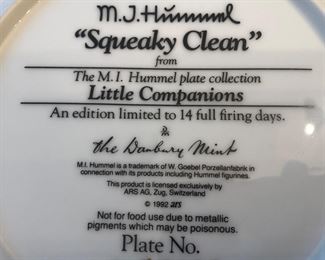 M.J. Hummel
“Squeaky Clean”
from
The M.I. Hummel plate collection
Little Companions
An edition limited to 14 full firing days.
the Danbury Mint
M.I. Hummel is a trademark of W. Goebel Porzellanfabrik in
connection with its products including Hummel figurines.
This product is licensed exclusively by
ARS AG, Zug, Switzerland
© 1992 ars
Not for food use due to metallic
pigments which may be poisonous.
Plate No.